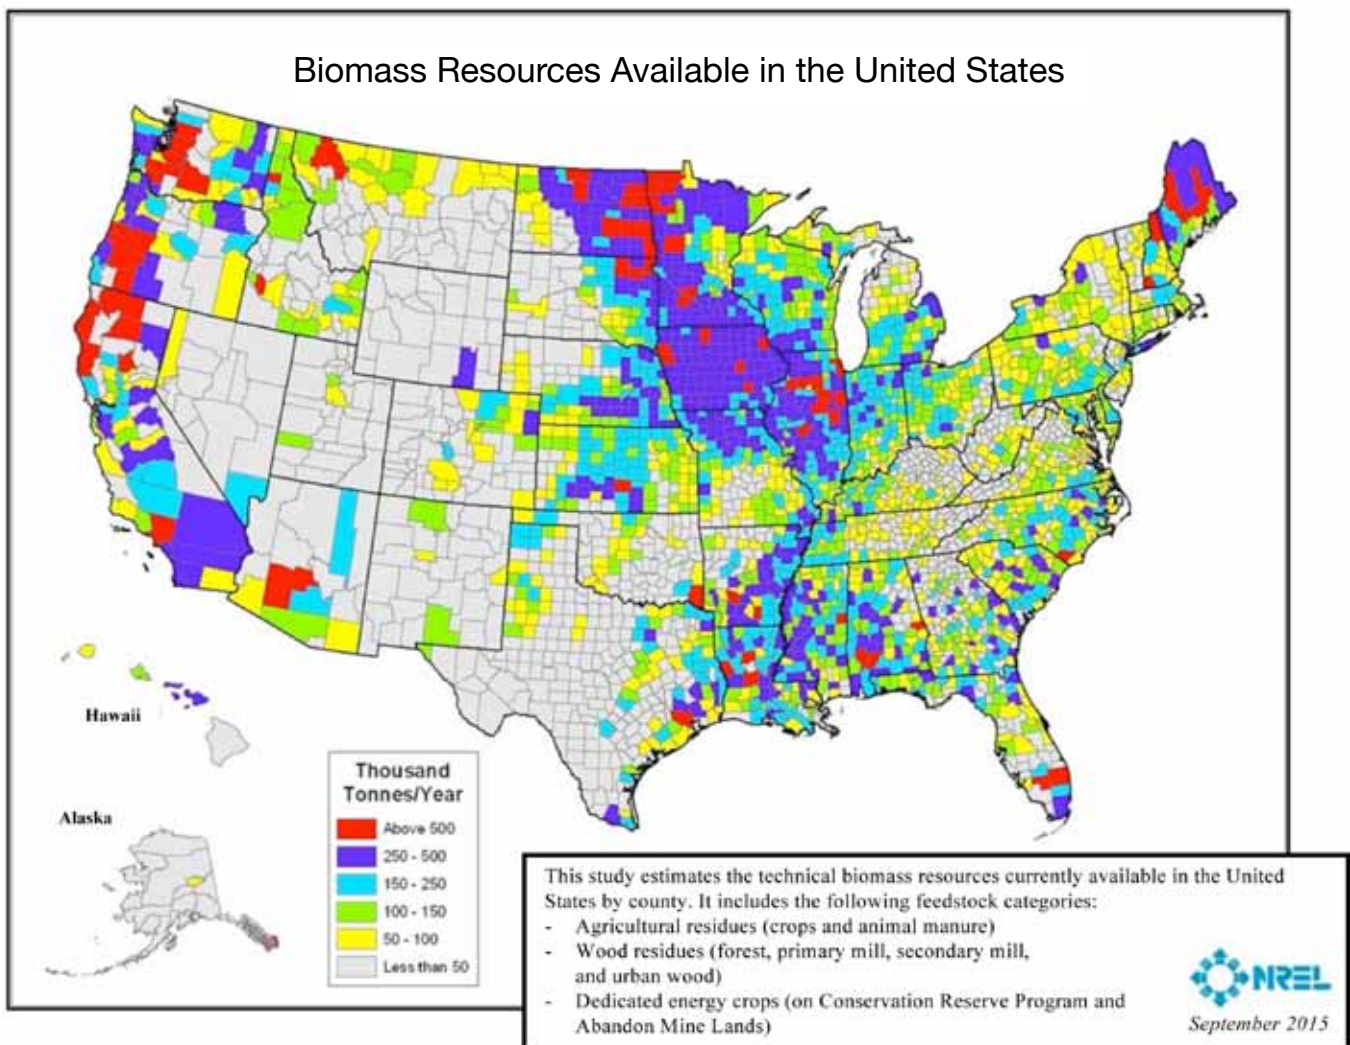 Biomass Resources Available in the United States
Hawaii
Alaska
Thousand
Tonnes/Year
Above 500
250 - 500
150 - 250
100 - 150
50 - 100
Less than 50
This study estimates the technical biomass resources currently available in the United
States by county. It includes the following feedstock categories:
- Agricultural residues (crops and animal manure)
- Wood residues (forest, primary mill, secondary mill,
and urban wood)
- Dedicated energy crops (on Conservation Reserve Program and
Abandon Mine Lands)
NREL
September 2015